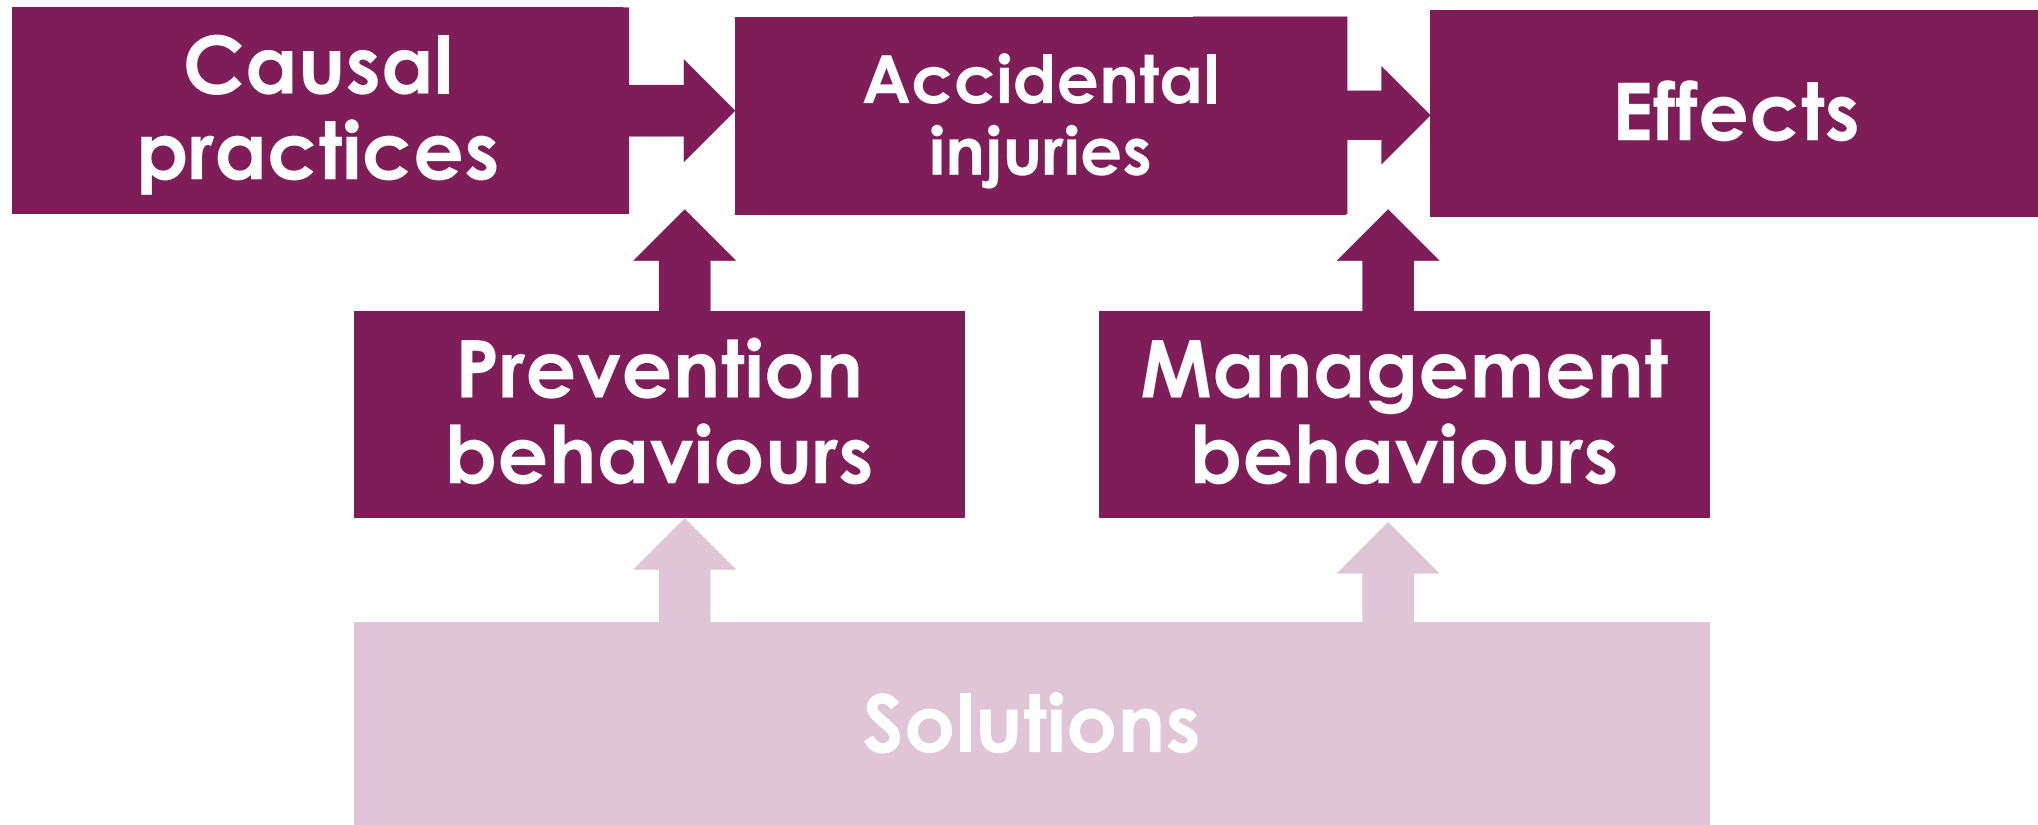 Causal
practices
Accidental
injuries
Effects
Prevention
behaviours
Management
behaviours
Solutions